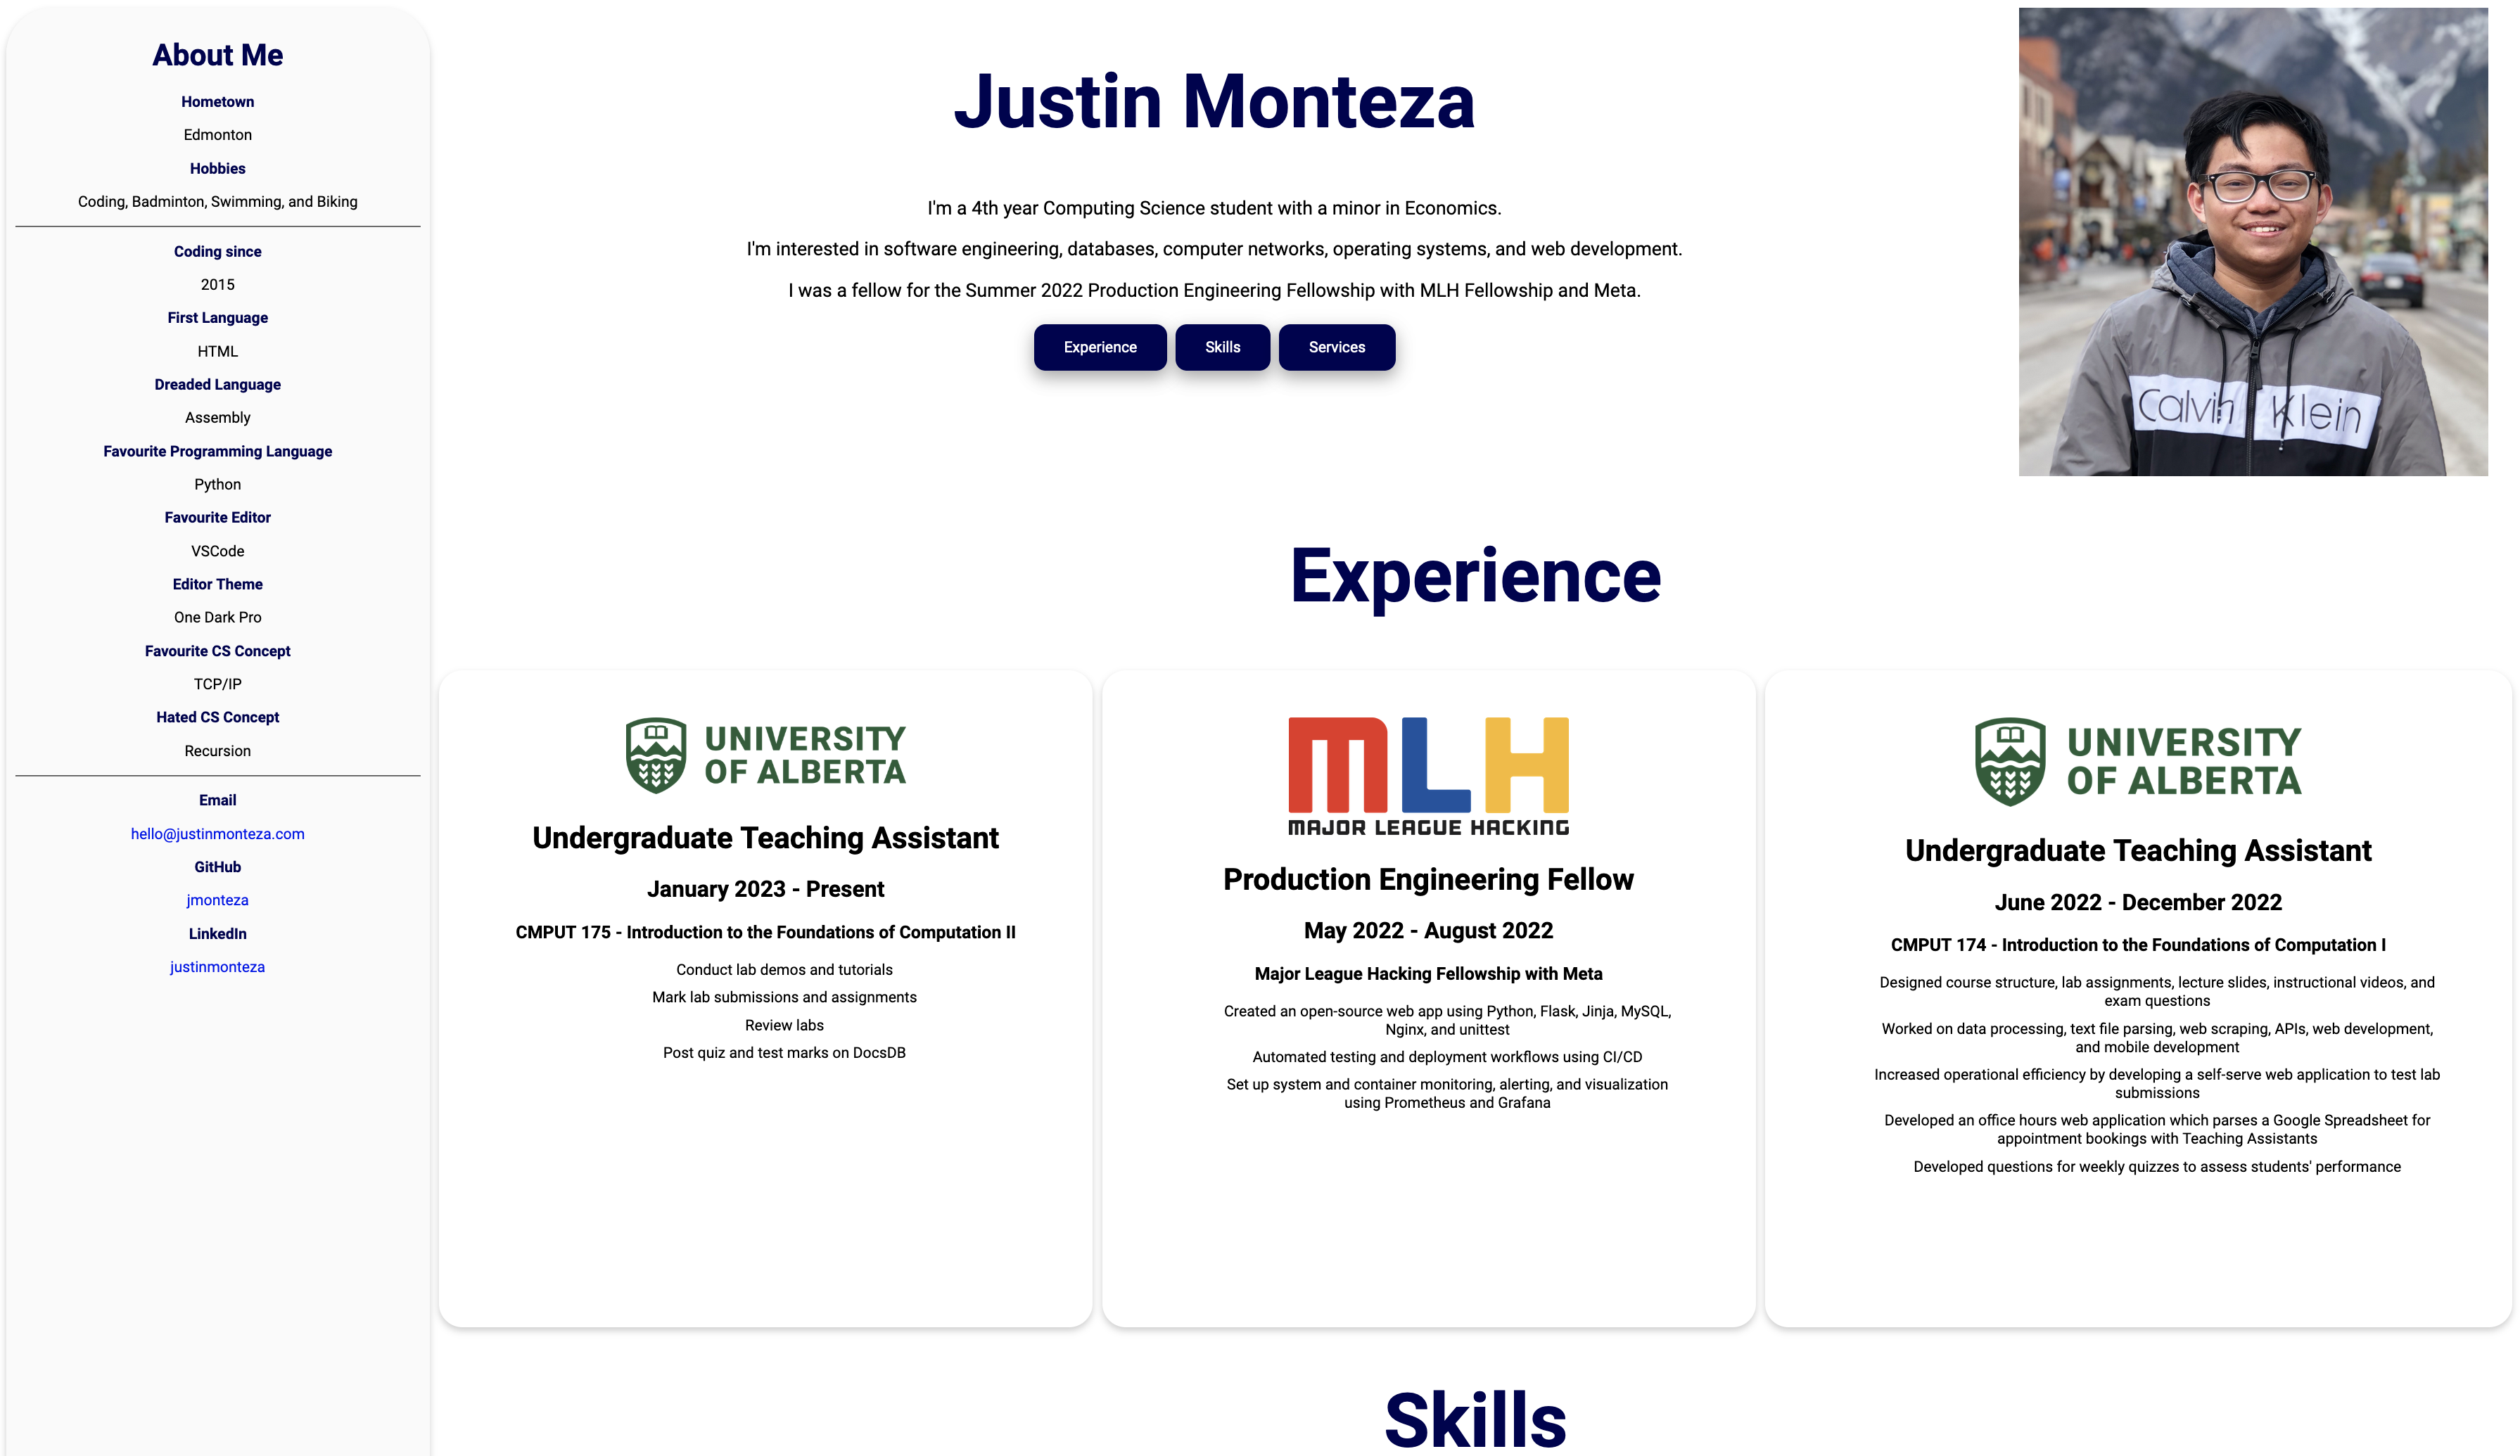 About Me
Hometown
Edmonton
Hobbies
Coding, Badminton, Swimming, and Biking
Coding since
2015
First Language
HTML
Dreaded Language
Assembly
Favourite Programming Language
Python
Favourite Editor
VSCode
Editor Theme
One Dark Pro
Favourite CS Concept
TCP/IP
Hated CS Concept
Recursion
Email
hello@justinmonteza.com
GitHub
jmonteza
LinkedIn
justinmonteza
Justin Monteza
I'm a 4th year Computing Science student with a minor in Economics.
I'm interested in software engineering, databases, computer networks, operating systems, and web development.
I was a fellow for the Summer 2022 Production Engineering Fellowship with MLH Fellowship and Meta.
Experience
Skills
Services
Calvin Klein
Experience
UNIVERSITY
OF ALBERTA
Undergraduate Teaching Assistant
January 2023 - Present
CMPUT 175 - Introduction to the Foundations of Computation II
Conduct lab demos and tutorials
Mark lab submissions and assignments
Review labs
Post quiz and test marks on DocsDB
MLH
MAJOR LEAGUE HACKING
Production Engineering Fellow
May 2022 - August 2022
Major League Hacking Fellowship with Meta
Created an open-source web app using Python, Flask, Jinja, MySQL,
Nginx, and unittest
Automated testing and deployment workflows using CI/CD
Set up system and container monitoring, alerting, and visualization
using Prometheus and Grafana
UNIVERSITY
OF ALBERTA
Undergraduate Teaching Assistant
June 2022 - December 2022
CMPUT 174 - Introduction to the Foundations of Computation I
Designed course structure, lab assignments, lecture slides, instructional videos, and
exam questions
Worked on data processing, text file parsing, web scraping, APIs, web development,
and mobile development
Increased operational efficiency by developing a self-serve web application to test lab
submissions
Developed an office hours web application which parses a Google Spreadsheet for
appointment bookings with Teaching Assistants
Developed questions for weekly quizzes to assess students' performance
Skills